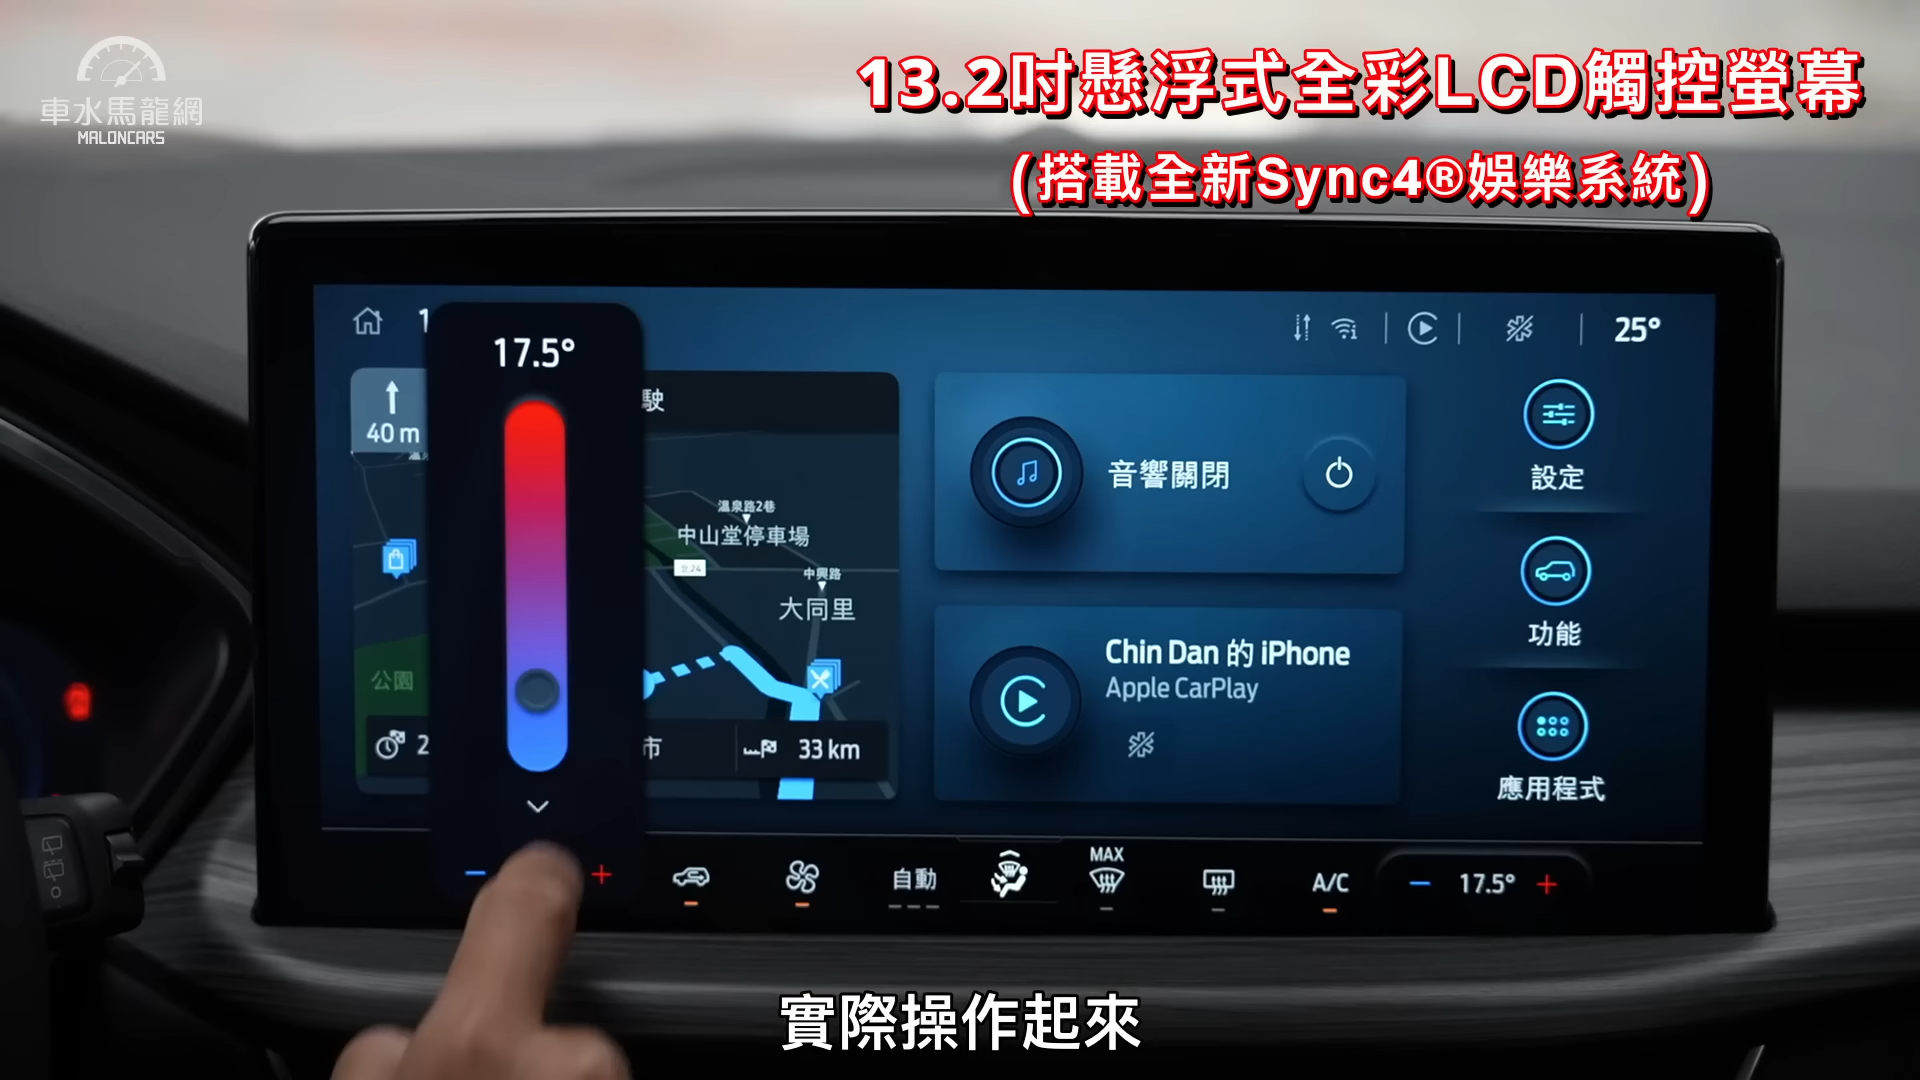 車水馬龍網
MALONCARS
13.2吋懸浮式全彩LCD觸控螢幕
(搭載全新Sync4®娛樂系統)
17.5°
25°
40 m
駛
溫泉路2巷
中山堂停車場
北24
中興路
大同里
公園
2
市
33 km
音響關閉
Chin Dan 的 iPhone
Apple CarPlay
設定
功能
應用程式
自動
MAX
A/C
17.5°
實際操作起來